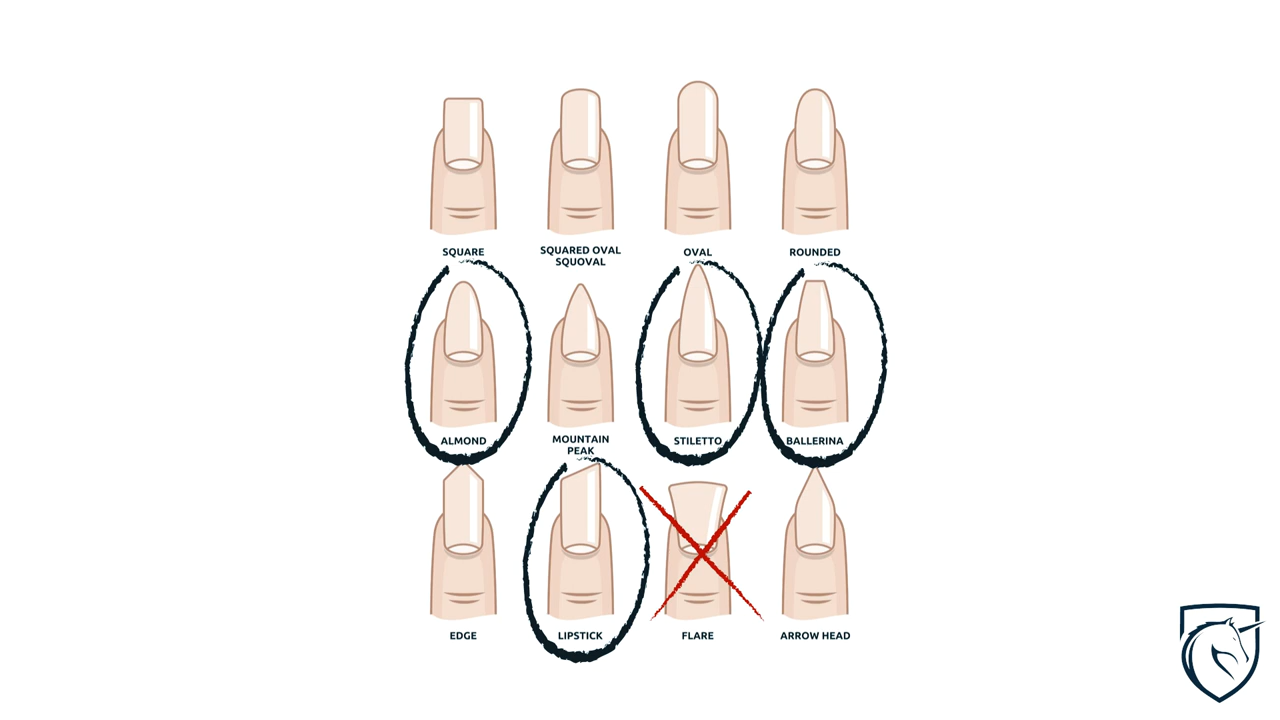 SQUARE
SQUARED OVAL
SQUOVAL
OVAL
ROUNDED
ALMOND
MOUNTAIN
PEAK
STILETTO
BALLERINA
EDGE
LIPSTICK
FLARE
ARROW HEAD